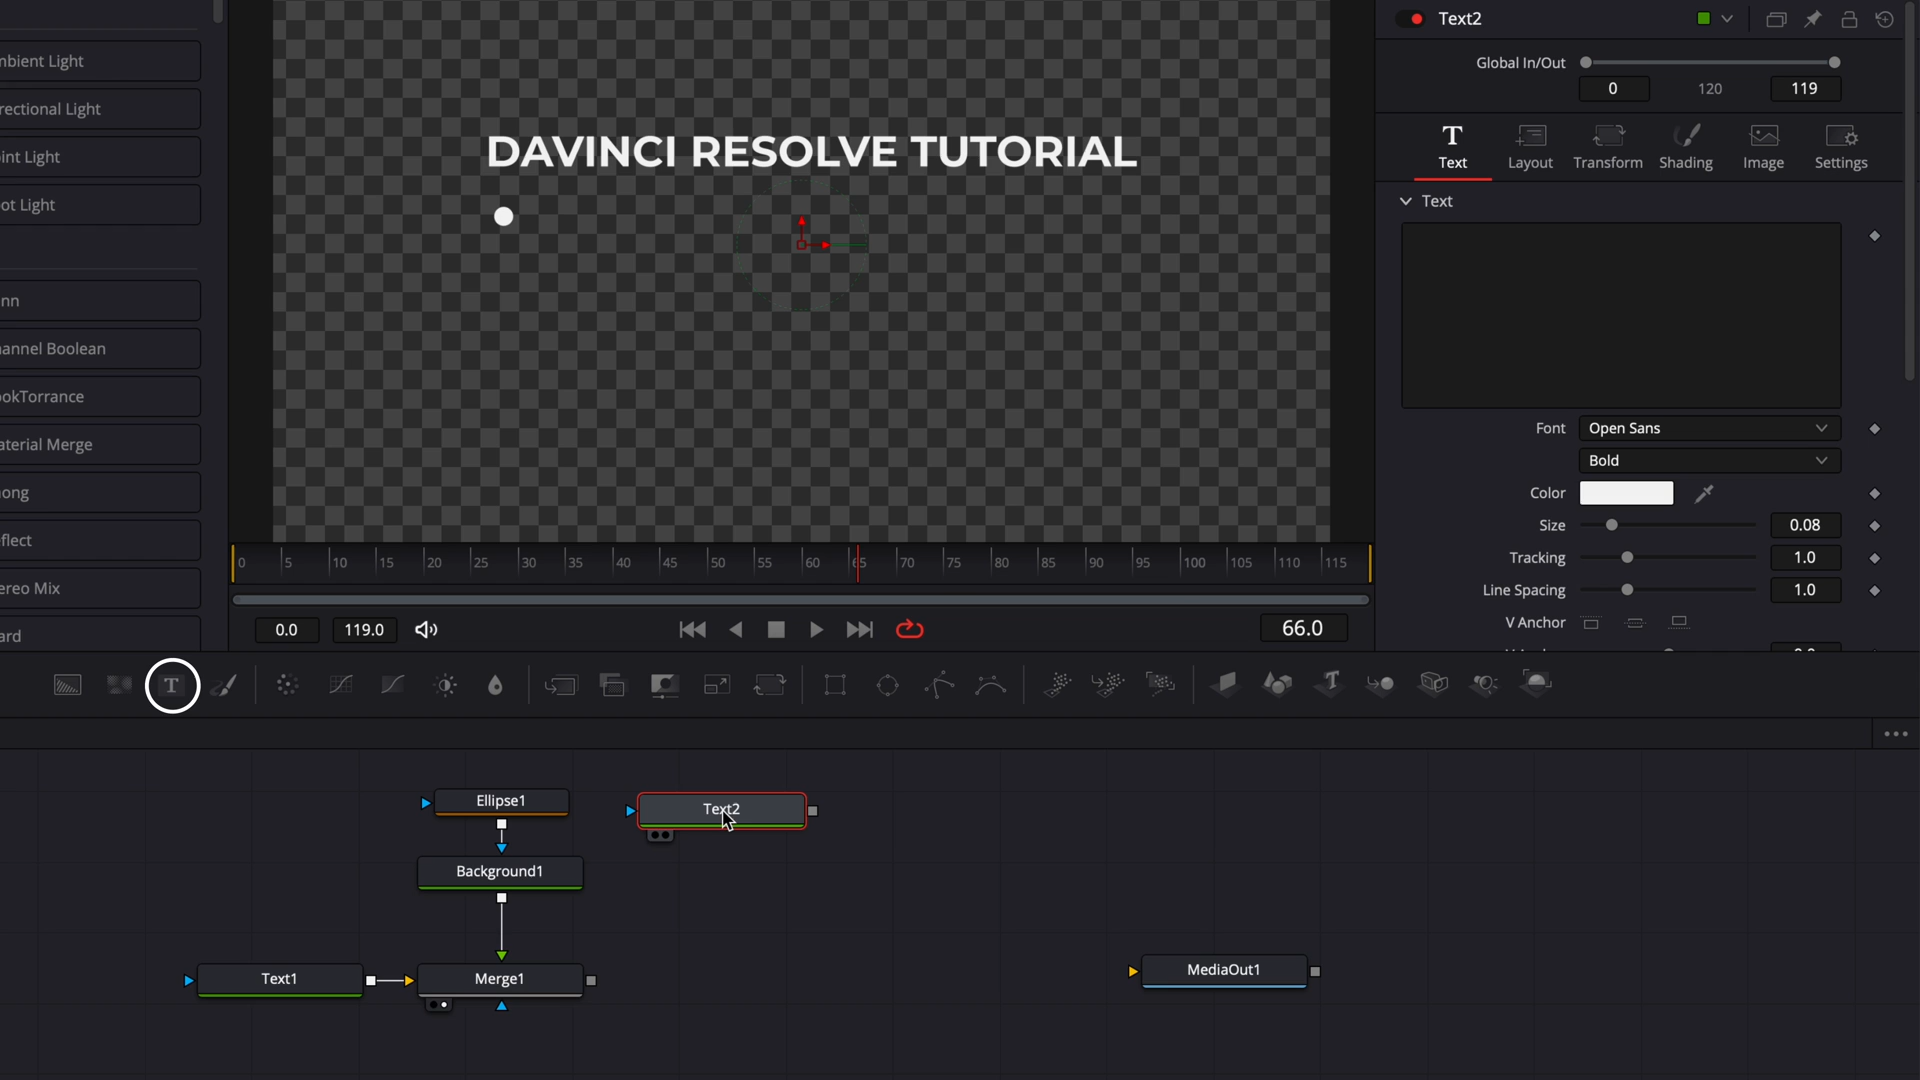 mbient Light
rectional Light
int Light
ot Light
nn
hannel Boolean
okTorrance
aterial Merge
ong
flect
ereo Mix
ard
DAVINCI RESOLVE TUTORIAL
0 5 10 15 20 25 30 35 40 45 50 55 60 65 70 75 80 85 90 95 100 105 110 115
0.0 119.0 66.0
Text2
Global In/Out
0 120 119
Text Layout Transform Shading Image Settings
Text
Font Open Sans
Bold
Color
Size 0.08
Tracking 1.0
Line Spacing 1.0
V Anchor
T
Ellipse1
Text2
Background1
Text1
Merge1
MediaOut1